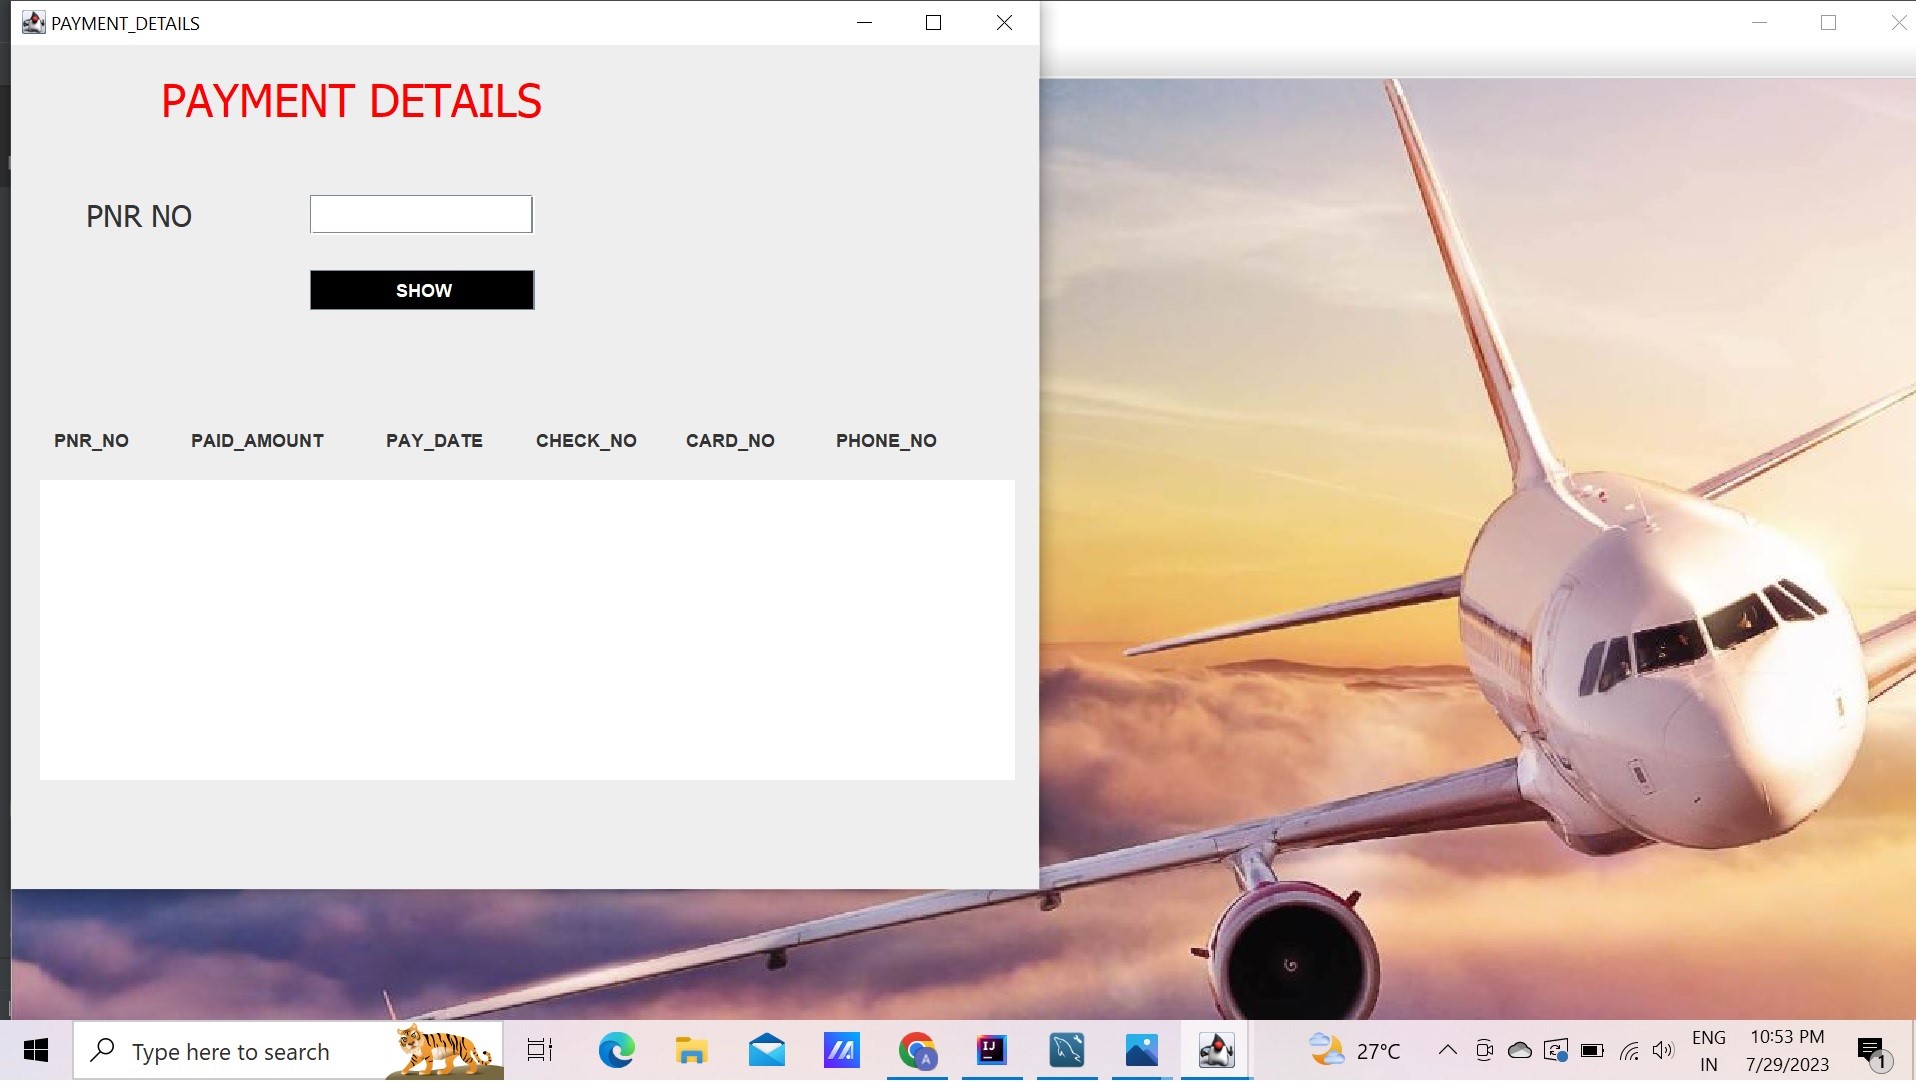 PAYMENT_DETAILS
PAYMENT DETAILS
PNR NO
SHOW
PNR_NO PAID_AMOUNT PAY_DATE CHECK_NO CARD_NO PHONE_NO
Type here to search
IJ
A
27°C
ENG
IN
10:53 PM
7/29/2023
1